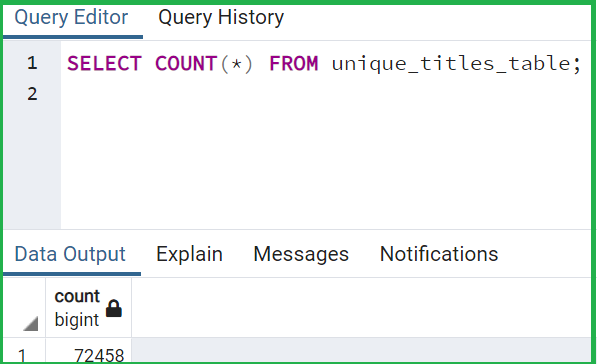 Query Editor Query History
1 SELECT COUNT(*) FROM unique_titles_table;
2
Data Output Explain Messages Notifications
count
bigint
1 72458